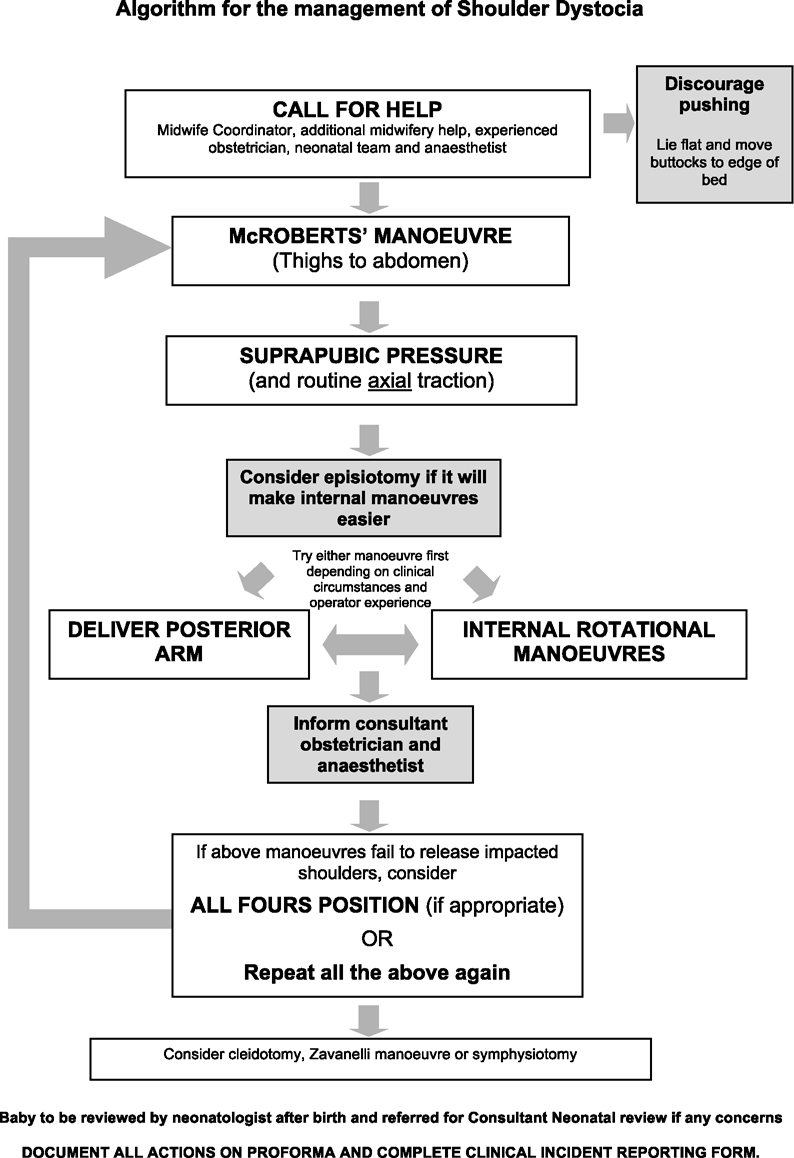 Algorithm for the management of Shoulder Dystocia
CALL FOR HELP
Midwife Coordinator, additional midwifery help, experienced
obstetrician, neonatal team and anaesthetist
Discourage
pushing
Lie flat and move
buttocks to edge of
bed
McROBERTS’ MANOEUVRE
(Thighs to abdomen)
SUPRAPUBIC PRESSURE
(and routine axial traction)
Consider episiotomy if it will
make internal manoeuvres
easier
Try either manoeuvre first
depending on clinical
circumstances and
operator experience
DELIVER POSTERIOR
ARM
INTERNAL ROTATIONAL
MANOEUVRES
Inform consultant
obstetrician and
anaesthetist
If above manoeuvres fail to release impacted
shoulders, consider
ALL FOURS POSITION (if appropriate)
OR
Repeat all the above again
Consider cleidotomy, Zavanelli manoeuvre or symphysiotomy
Baby to be reviewed by neonatologist after birth and referred for Consultant Neonatal review if any concerns
DOCUMENT ALL ACTIONS ON PROFORMA AND COMPLETE CLINICAL INCIDENT REPORTING FORM.